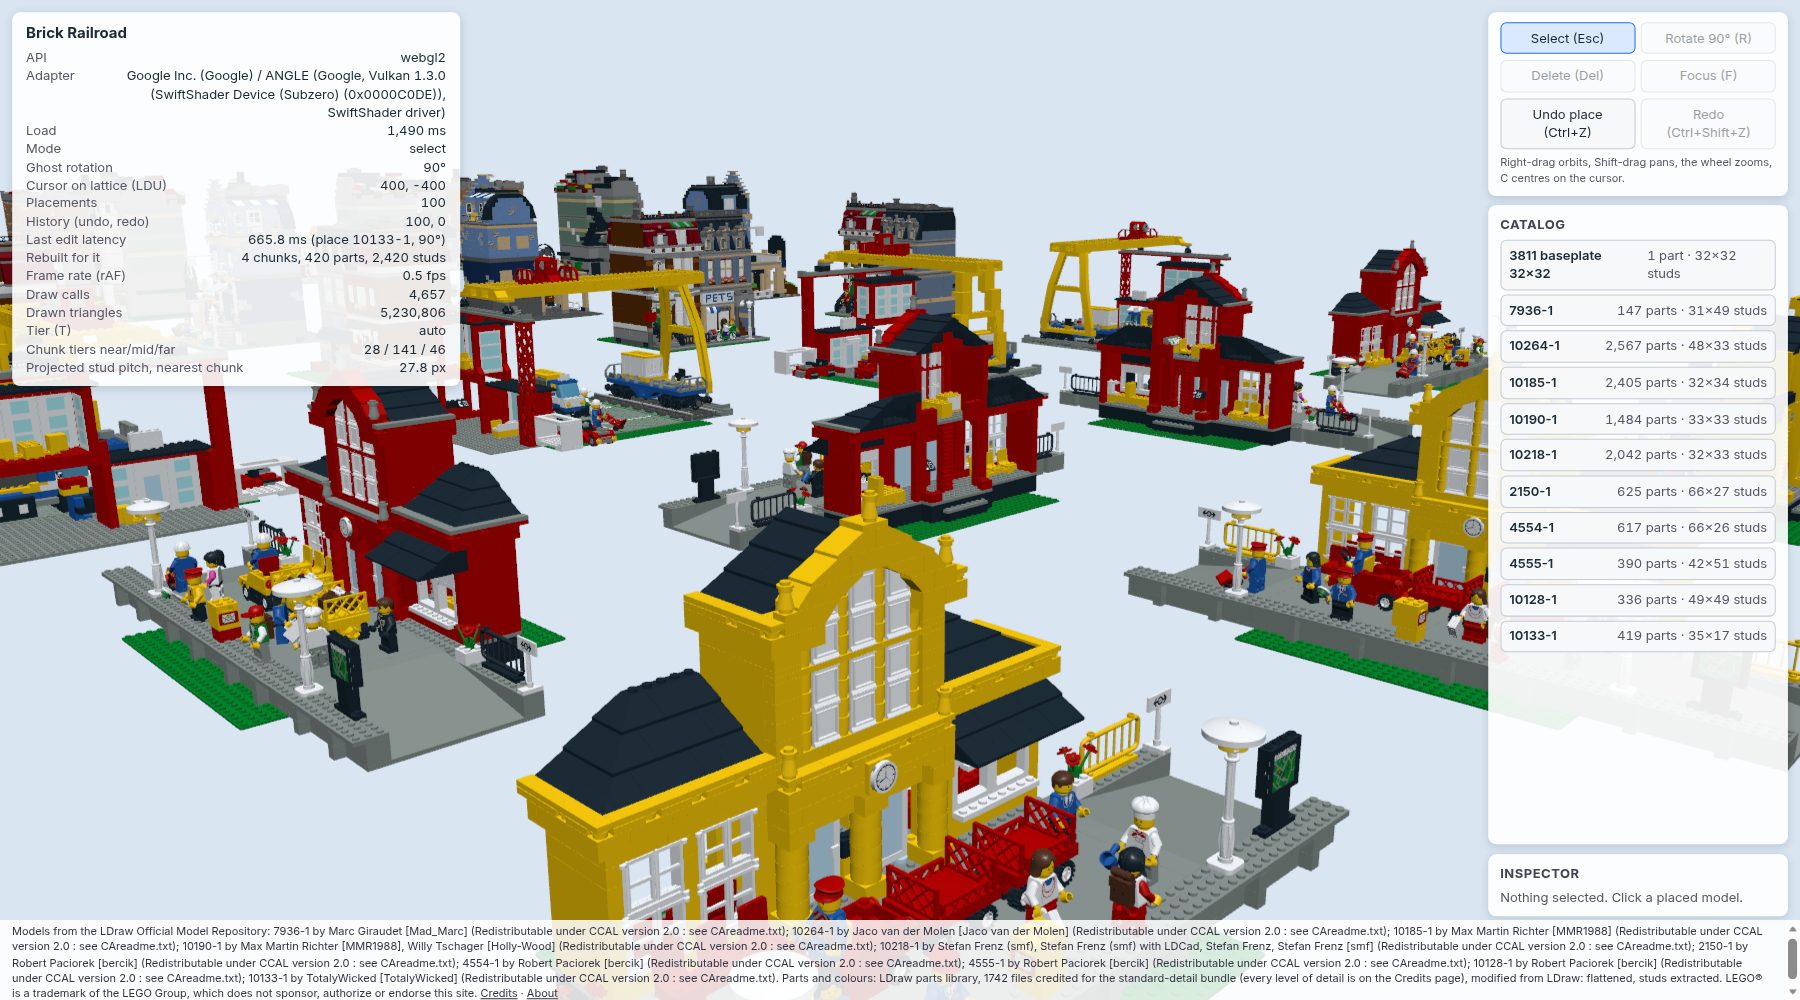 Brick Railroad
API webgl2
Adapter Google Inc. (Google) / ANGLE (Google, Vulkan 1.3.0
(SwiftShader Device (Subzero) (0x0000C0DE)),
SwiftShader driver)
Load 1,490 ms
Mode select
Ghost rotation 90°
Cursor on lattice (LDU) 400, -400
Placements 100
History (undo, redo) 100, 0
Last edit latency 665.8 ms (place 10133-1, 90°)
Rebuilt for it 4 chunks, 420 parts, 2,420 studs
Frame rate (rAF) 0.5 fps
Draw calls 4,657
Drawn triangles 5,230,806
Tier (T) auto
Chunk tiers near/mid/far 28 / 141 / 46
Projected stud pitch, nearest chunk 27.8 px
PETS
Select (Esc) Rotate 90° (R)
Delete (Del) Focus (F)
Undo place
(Ctrl+Z)
Redo
(Ctrl+Shift+Z)
Right-drag orbits, Shift-drag pans, the wheel zooms,
C centres on the cursor.
CATALOG
3811 baseplate
32×32
1 part · 32×32
studs
7936-1 147 parts · 31×49 studs
10264-1 2,567 parts · 48×33 studs
10185-1 2,405 parts · 32×34 studs
10190-1 1,484 parts · 33×33 studs
10218-1 2,042 parts · 32×33 studs
2150-1 625 parts · 66×27 studs
4554-1 617 parts · 66×26 studs
4555-1 390 parts · 42×51 studs
10128-1 336 parts · 49×49 studs
10133-1 419 parts · 35×17 studs
INSPECTOR
Nothing selected. Click a placed model.
Models from the LDraw Official Model Repository: 7936-1 by Marc Giraudet [Mad_Marc] (Redistributable under CCAL version 2.0 : see CAreadme.txt); 10264-1 by Jaco van der Molen [Jaco van der Molen] (Redistributable under CCAL version 2.0 : see CAreadme.txt); 10185-1 by Max Martin Richter [MMR1988] (Redistributable under CCAL
version 2.0 : see CAreadme.txt); 10190-1 by Max Martin Richter [MMR1988], Willy Tschager [Holly-Wood] (Redistributable under CCAL version 2.0 : see CAreadme.txt); 10218-1 by Stefan Frenz (smf), Stefan Frenz (smf) with LDCad, Stefan Frenz, Stefan Frenz [smf] (Redistributable under CCAL version 2.0 : see CAreadme.txt); 2150-1 by
Robert Paciorek [bercik] (Redistributable under CCAL version 2.0 : see CAreadme.txt); 4554-1 by Robert Paciorek [bercik] (Redistributable under CCAL version 2.0 : see CAreadme.txt); 4555-1 by Robert Paciorek [bercik] (Redistributable under CCAL version 2.0 : see CAreadme.txt); 10128-1 by Robert Paciorek [bercik] (Redistributable
under CCAL version 2.0 : see CAreadme.txt); 10133-1 by TotalyWicked [TotalyWicked] (Redistributable under CCAL version 2.0 : see CAreadme.txt). Parts and colours: LDraw parts library, 1742 files credited for the standard-detail bundle (every level of detail is on the Credits page), modified from LDraw: flattened, studs extracted. LEGO®
is a trademark of the LEGO Group, which does not sponsor, authorize or endorse this site. Credits · About